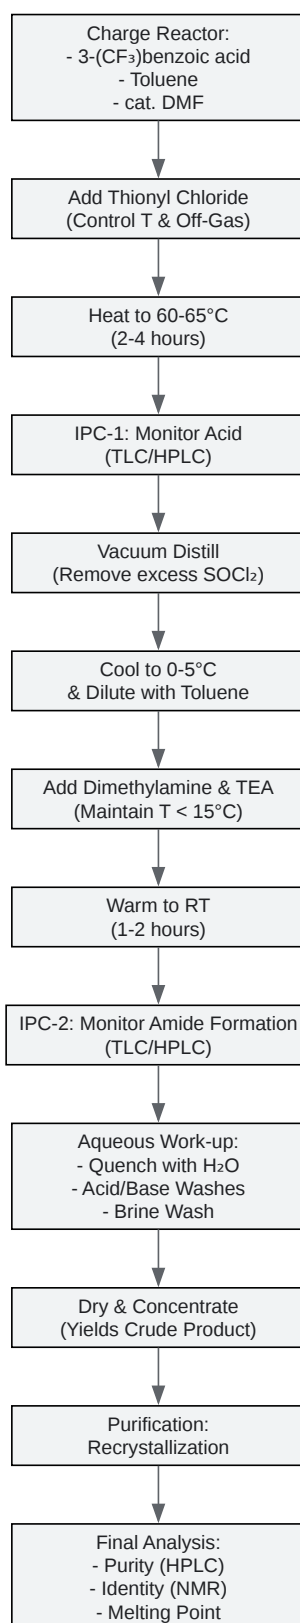 Charge Reactor:
- 3-(CF₃)benzoic acid
- Toluene
- cat. DMF
Add Thionyl Chloride
(Control T & Off-Gas)
Heat to 60-65°C
(2-4 hours)
IPC-1: Monitor Acid
(TLC/HPLC)
Vacuum Distill
(Remove excess SOCl₂)
Cool to 0-5°C
& Dilute with Toluene
Add Dimethylamine & TEA
(Maintain T < 15°C)
Warm to RT
(1-2 hours)
IPC-2: Monitor Amide Formation
(TLC/HPLC)
Aqueous Work-up:
- Quench with H₂O
- Acid/Base Washes
- Brine Wash
Dry & Concentrate
(Yields Crude Product)
Purification:
Recrystallization
Final Analysis:
- Purity (HPLC)
- Identity (NMR)
- Melting Point